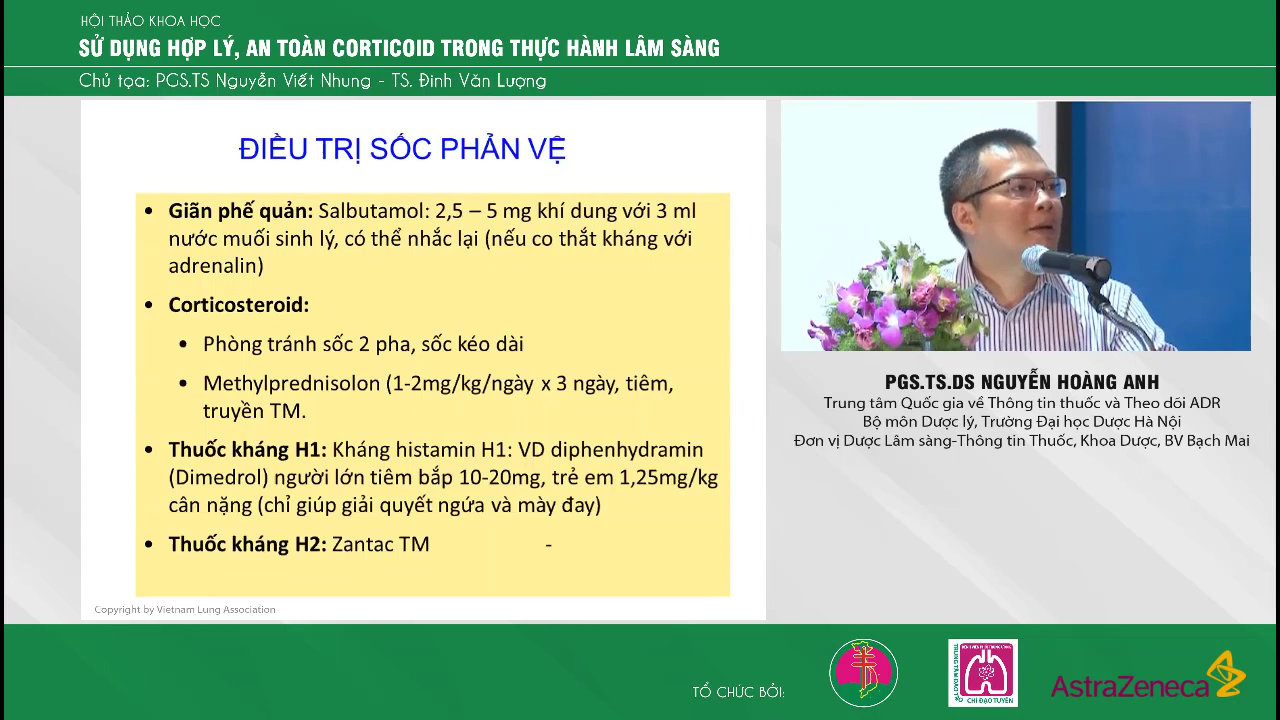 HỘI THẢO KHOA HỌC
SỬ DỤNG HỢP LÝ, AN TOÀN CORTICOID TRONG THỰC HÀNH LÂM SÀNG
Chủ tọa: PGS.TS Nguyễn Viết Nhung - TS. Đinh Văn Lượng
ĐIỀU TRỊ SỐC PHẢN VỆ
• Giãn phế quản: Salbutamol: 2,5 – 5 mg khí dung với 3 ml
nước muối sinh lý, có thể nhắc lại (nếu co thắt kháng với
adrenalin)
• Corticosteroid:
• Phòng tránh sốc 2 pha, sốc kéo dài
• Methylprednisolon (1-2mg/kg/ngày x 3 ngày, tiêm,
truyền TM.
• Thuốc kháng H1: Kháng histamin H1: VD diphenhydramin
(Dimedrol) người lớn tiêm bắp 10-20mg, trẻ em 1,25mg/kg
cân nặng (chỉ giúp giải quyết ngứa và mày đay)
• Thuốc kháng H2: Zantac TM -
Copyright by Vietnam Lung Association
PGS.TS.DS NGUYỄN HOÀNG ANH
Trung tâm Quốc gia về Thông tin thuốc và Theo dõi ADR
Bộ môn Dược lý, Trường Đại học Dược Hà Nội
Đơn vị Dược Lâm sàng-Thông tin Thuốc, Khoa Dược, BV Bạch Mai
TỔ CHỨC BỞI:
CHỈ ĐẠO TUYẾN
AstraZeneca